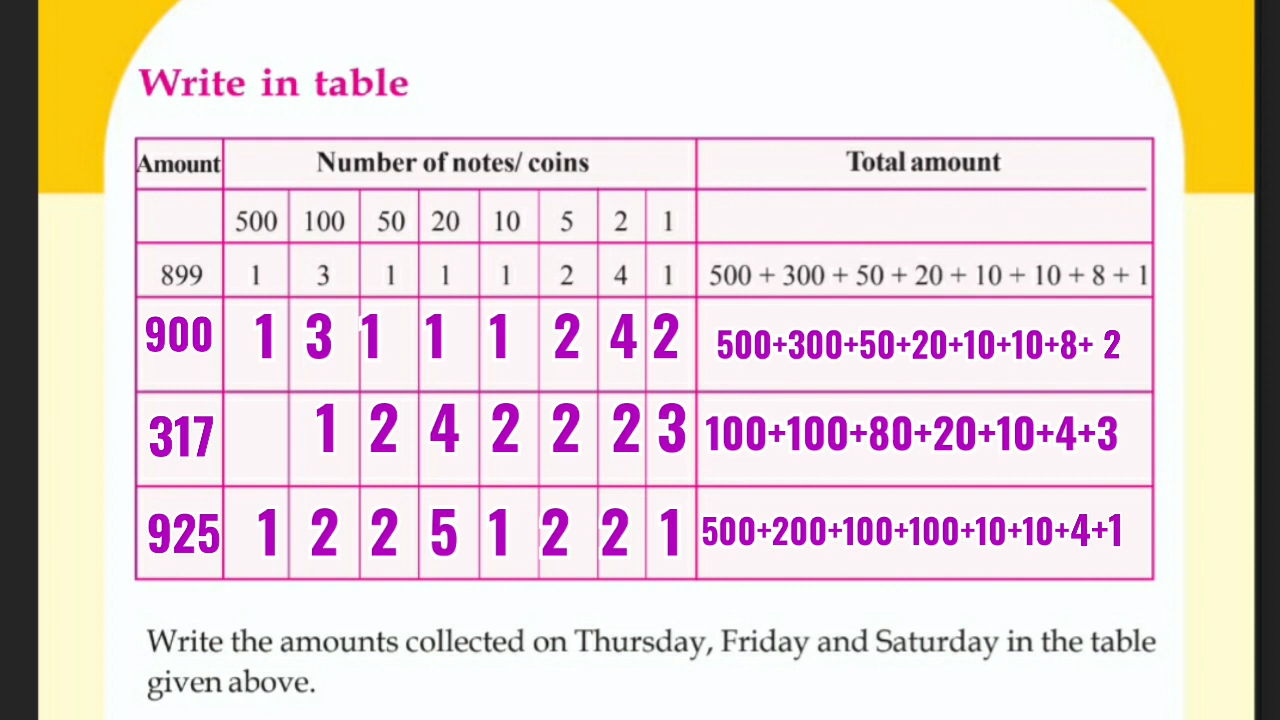 Write in table
Amount Number of notes/ coins Total amount
500 100 50 20 10 5 2 1
899 1 3 1 1 1 2 4 1 500 + 300 + 50 + 20 + 10 + 10 + 8 + 1
900 1 3 1 1 1 2 4 2 500+300+50+20+10+10+8+ 2
317 1 2 4 2 2 2 3 100+100+80+20+10+4+3
925 1 2 2 5 1 2 2 1 500+200+100+100+10+10+4+1
Write the amounts collected on Thursday, Friday and Saturday in the table
given above.